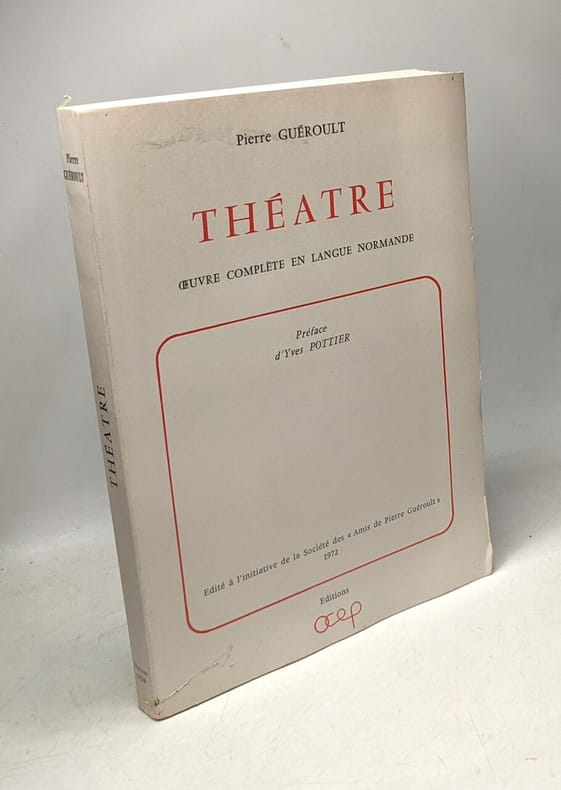 Pierre GUÉROULT
THÉATRE
ŒUVRE COMPLÈTE EN LANGUE NORMANDE
Préface
d'Yves POTTIER
Edité à l'initiative de la Société des « Amis de Pierre Guéroult »
1972
Editions
ocep
Pierre
GUÉROULT
THÉATRE